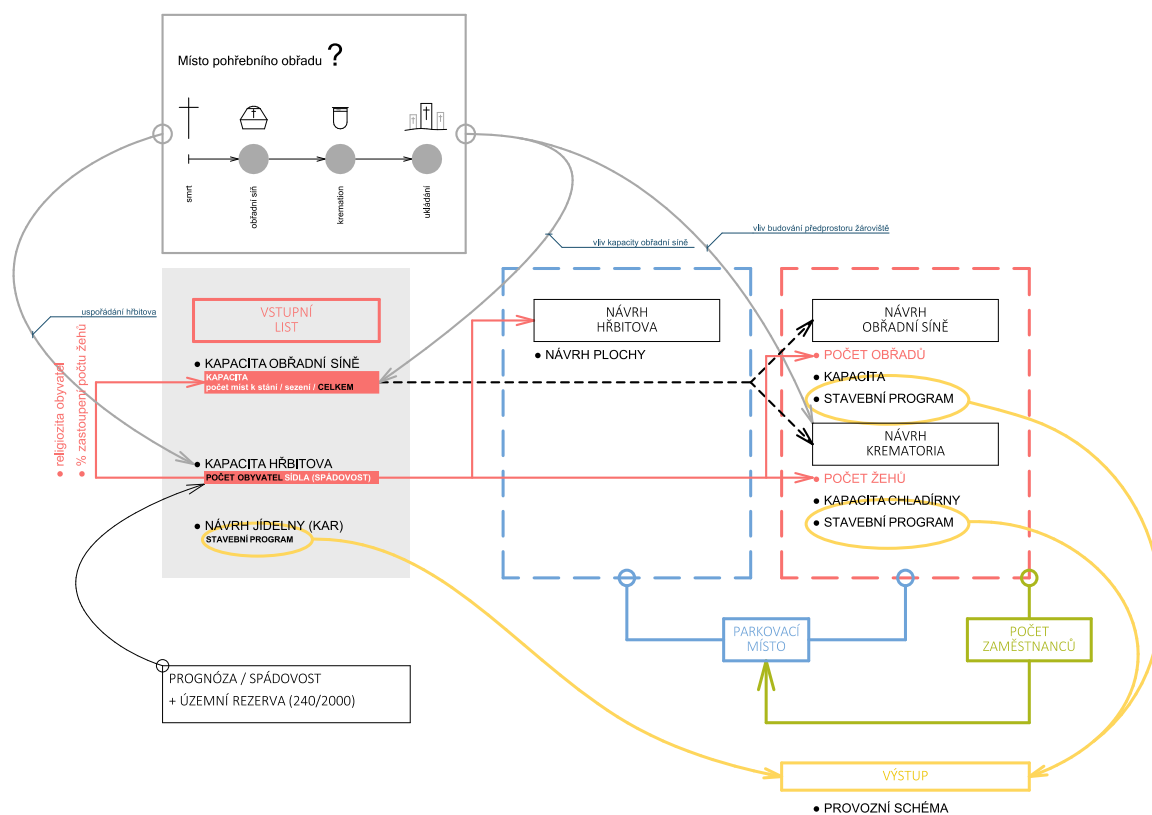 Místo pohřebního obřadu ?
smrt
obřadní síň
kremation
ukládání
vliv kapacity obřadní síně
vliv budování předprostoru žároviště
uspořádání hřbitova
• religiozita obyvatel
• % zastoupení počtu žehů
VSTUPNÍ
LIST
• KAPACITA OBŘADNÍ SÍNĚ
KAPACITA
počet míst k stání / sezení / CELKEM
• KAPACITA HŘBITOVA
POČET OBYVATEL SÍDLA (SPÁDOVOST)
• NÁVRH JÍDELNY (KAR)
STAVEBNÍ PROGRAM
NÁVRH
HŘBITOVA
• NÁVRH PLOCHY
NÁVRH
OBŘADNÍ SÍNĚ
• POČET OBŘADŮ
• KAPACÍTA
• STAVEBNÍ PROGRAM
NÁVRH
KREMATORIA
• POČET ŽEHŮ
• KAPACITA CHLADÍRNY
• STAVEBNÍ PROGRAM
PARKOVACÍ
MÍSTO
POČET
ZAMĚSTNANCŮ
PROGNÓZA / SPÁDOVOST
+ ÚZEMNÍ REZERVA (240/2000)
VÝSTUP
• PROVOZNÍ SCHÉMA